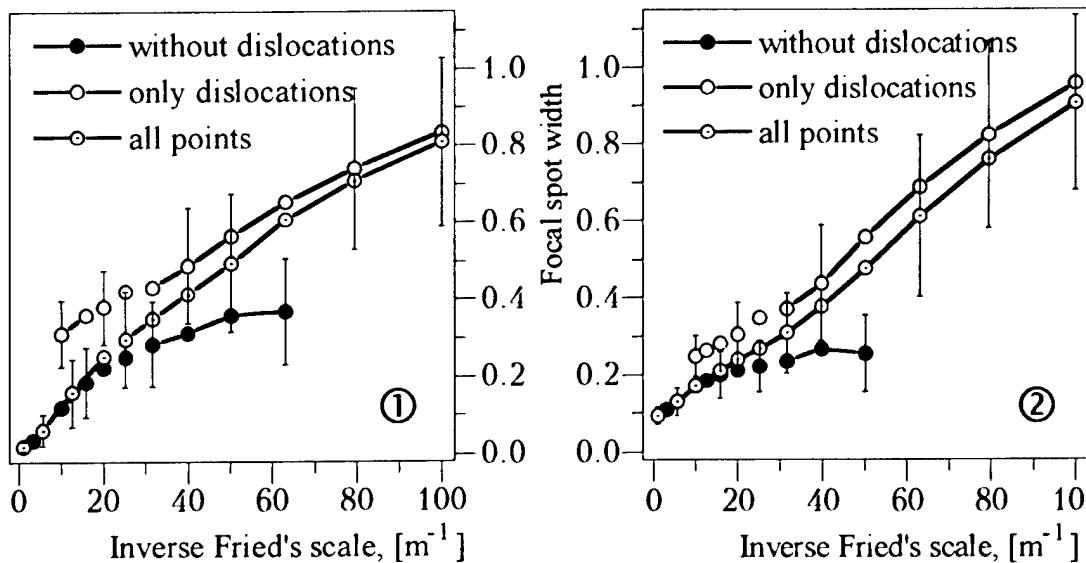 without dislocations
only dislocations
all points
①
0 20 40 60 80 100
Inverse Fried's scale, [m⁻¹]
1.0
0.8
0.6
0.4
0.2
0.0
Focal spot width
1.0
0.8
0.6
0.4
0.2
0.0
without dislocations
only dislocations
all points
②
0 20 40 60 80 10
Inverse Fried's scale, [m⁻¹]